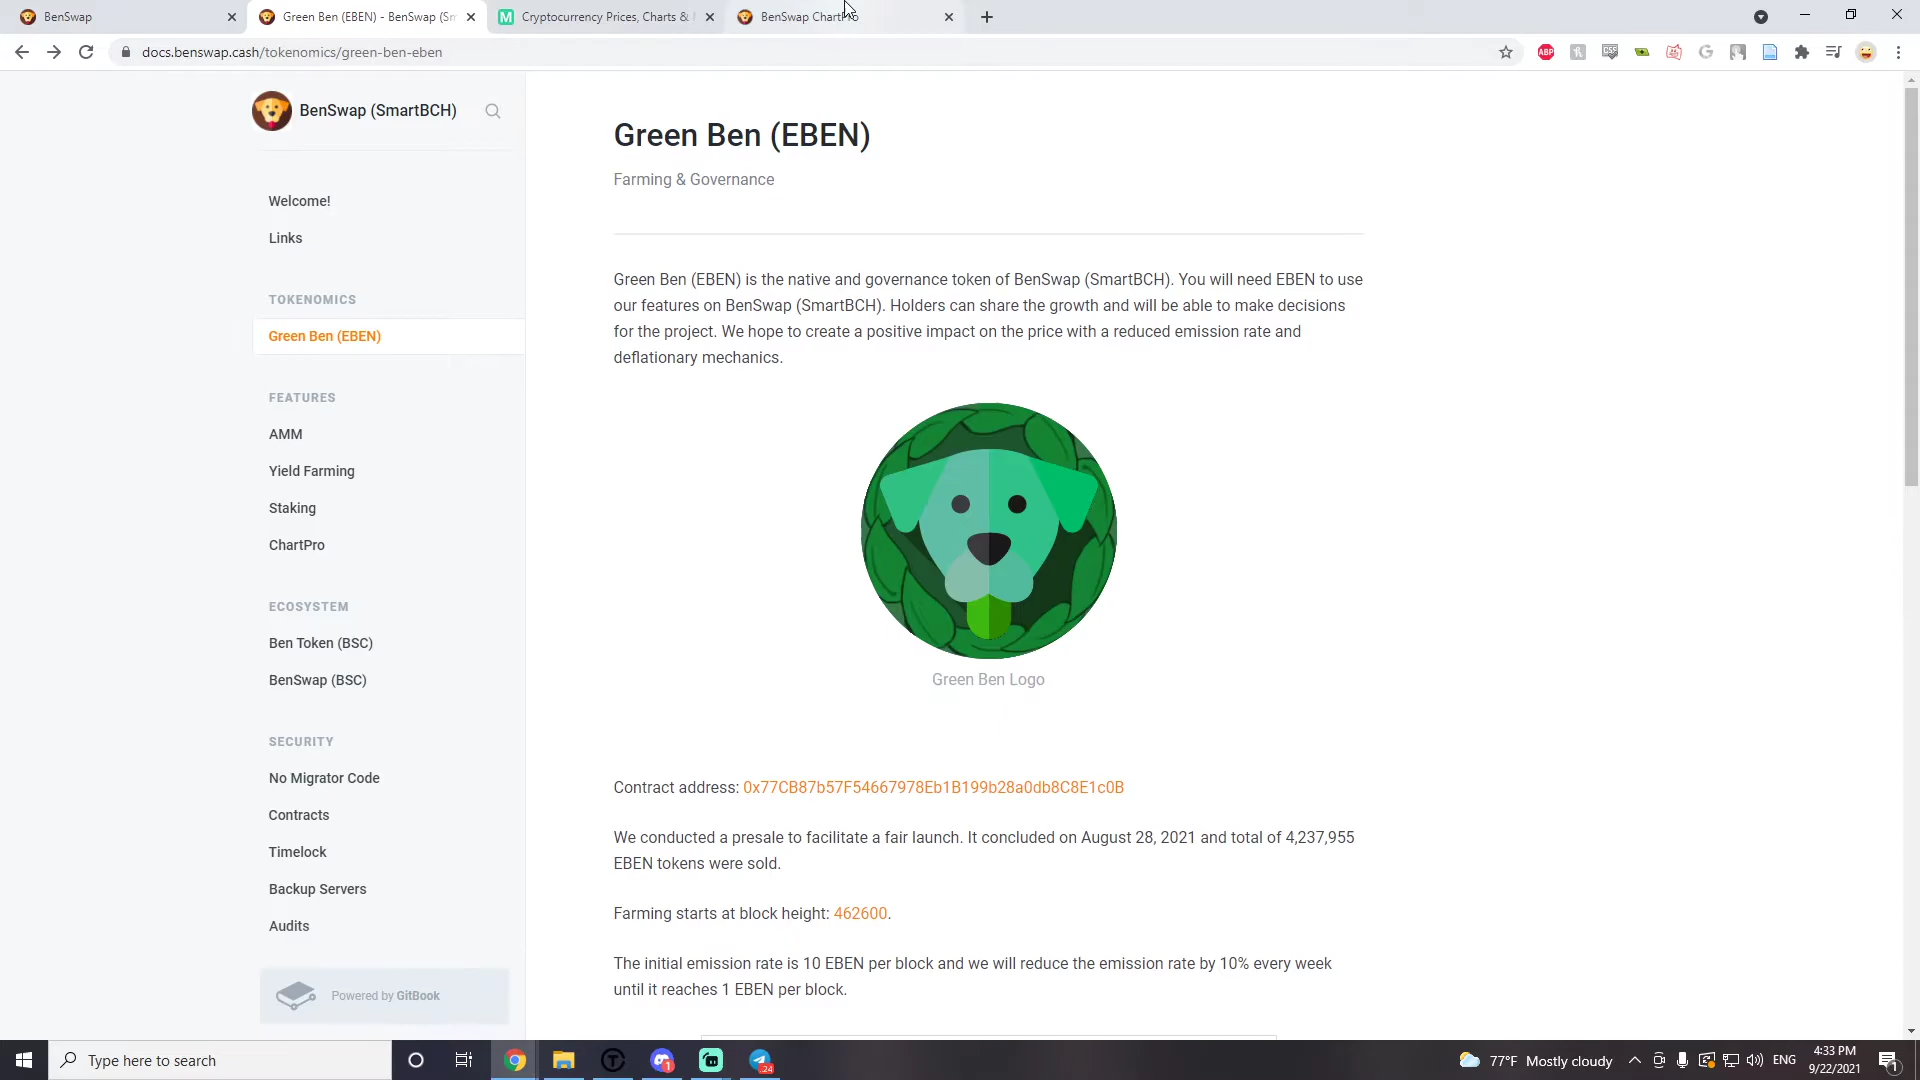 BenSwap
Green Ben (EBEN) - BenSwap (Sm
Cryptocurrency Prices, Charts &
BenSwap Chart
docs.benswap.cash/tokenomics/green-ben-eben
ABP
CSS
BenSwap (SmartBCH)
Welcome!
Links
TOKENOMICS
Green Ben (EBEN)
FEATURES
AMM
Yield Farming
Staking
ChartPro
ECOSYSTEM
Ben Token (BSC)
BenSwap (BSC)
SECURITY
No Migrator Code
Contracts
Timelock
Backup Servers
Audits
Powered by GitBook
Green Ben (EBEN)
Farming & Governance
Green Ben (EBEN) is the native and governance token of BenSwap (SmartBCH). You will need EBEN to use
our features on BenSwap (SmartBCH). Holders can share the growth and will be able to make decisions
for the project. We hope to create a positive impact on the price with a reduced emission rate and
deflationary mechanics.
Green Ben Logo
Contract address: 0x77CB87b57F54667978Eb1B199b28a0db8C8E1c0B
We conducted a presale to facilitate a fair launch. It concluded on August 28, 2021 and total of 4,237,955
EBEN tokens were sold.
Farming starts at block height: 462600.
The initial emission rate is 10 EBEN per block and we will reduce the emission rate by 10% every week
until it reaches 1 EBEN per block.
Type here to search
1
24
77°F Mostly cloudy
ENG
4:33 PM
9/22/2021
1